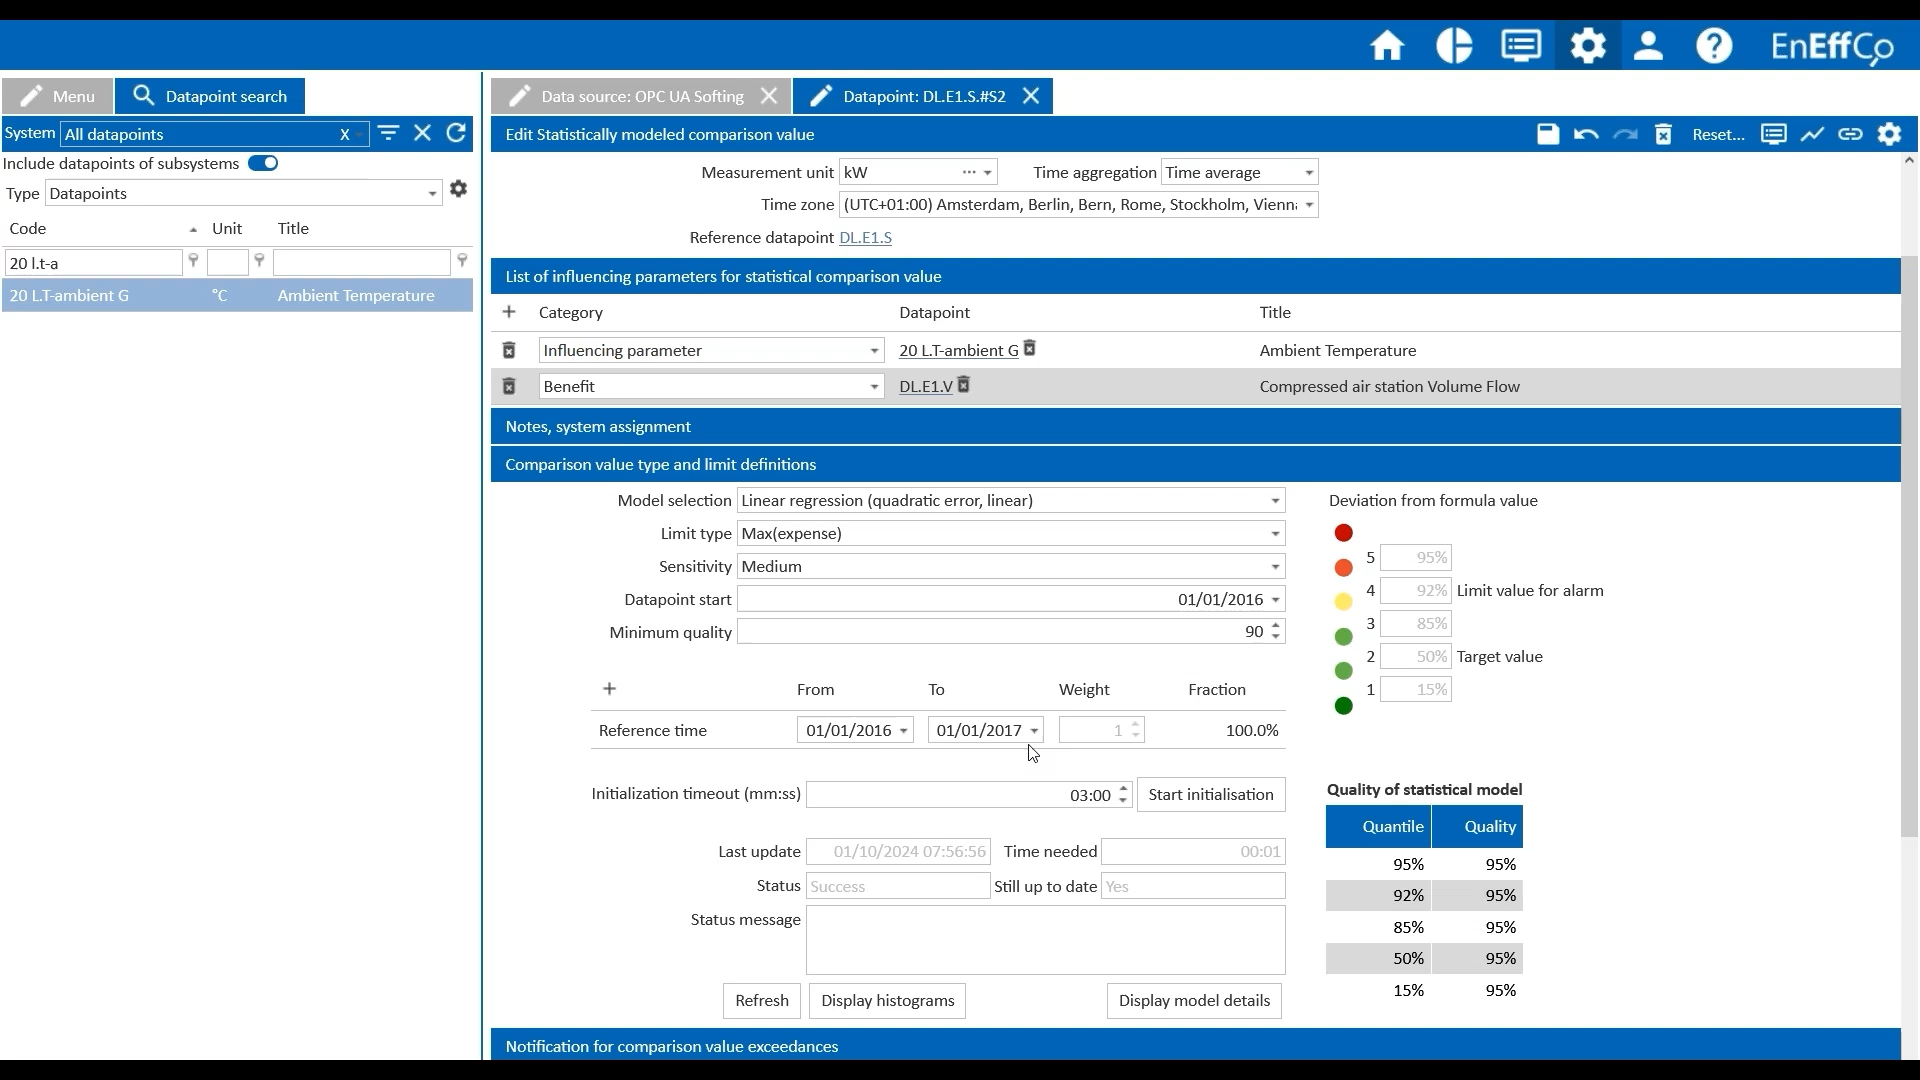 EnEffCo
Menu
Datapoint search
Data source: OPC UA Softing
Datapoint: DL.E1.S.#S2
System All datapoints X
Include datapoints of subsystems
Type Datapoints
Code Unit Title
20 l.t-a
20 L.T-ambient G °C Ambient Temperature
Edit Statistically modeled comparison value
Reset...
Measurement unit kW ... Time aggregation Time average
Time zone (UTC+01:00) Amsterdam, Berlin, Bern, Rome, Stockholm, Vienn
Reference datapoint DL.E1.S
List of influencing parameters for statistical comparison value
+ Category Datapoint Title
Influencing parameter 20 L.T-ambient G Ambient Temperature
Benefit DL.E1.V Compressed air station Volume Flow
Notes, system assignment
Comparison value type and limit definitions
Model selection Linear regression (quadratic error, linear)
Limit type Max(expense)
Sensitivity Medium
Datapoint start 01/01/2016
Minimum quality 90
+ From To Weight Fraction
Reference time 01/01/2016 01/01/2017 1 100.0%
Initialization timeout (mm:ss) 03:00 Start initialisation
Last update 01/10/2024 07:56:56 Time needed 00:01
Status Success Still up to date Yes
Status message
Refresh Display histograms Display model details
Deviation from formula value
5 95%
4 92% Limit value for alarm
3 85%
2 50% Target value
1 15%
Quality of statistical model
Quantile Quality
95% 95%
92% 95%
85% 95%
50% 95%
15% 95%
Notification for comparison value exceedances